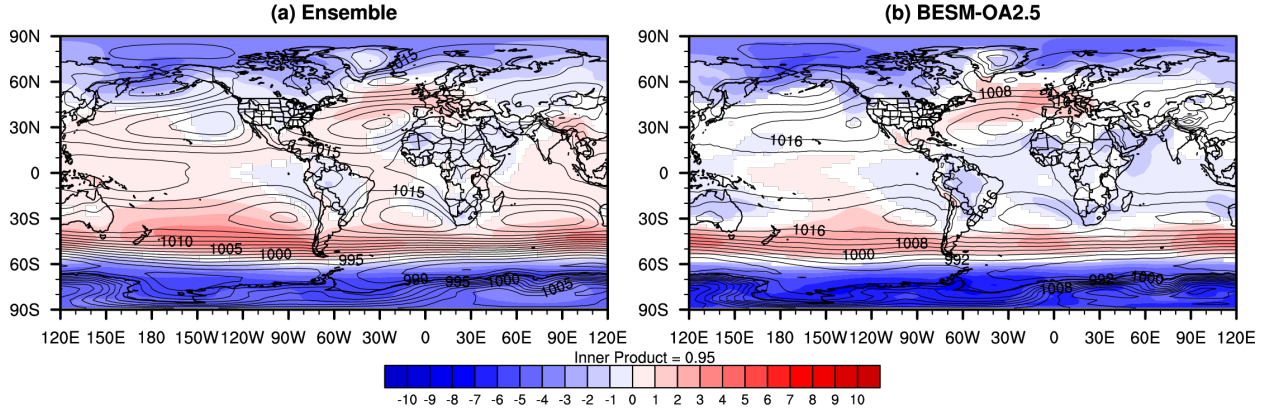 (a) Ensemble
(b) BESM-OA2.5
90N
60N
30N
0
30S
60S
90S
1015
1015
1015
1010
1005
1000
995
990
995
1000
1005
120E 150E 180 150W 120W 90W 60W 30W 0 30E 60E 90E 120E
90N
60N
30N
0
30S
60S
90S
1008
1016
1016
1008
1000
992
992
1000
1008
120E 150E 180 150W 120W 90W 60W 30W 0 30E 60E 90E 120E
Inner Product = 0.95
-10 -9 -8 -7 -6 -5 -4 -3 -2 -1 0 1 2 3 4 5 6 7 8 9 10